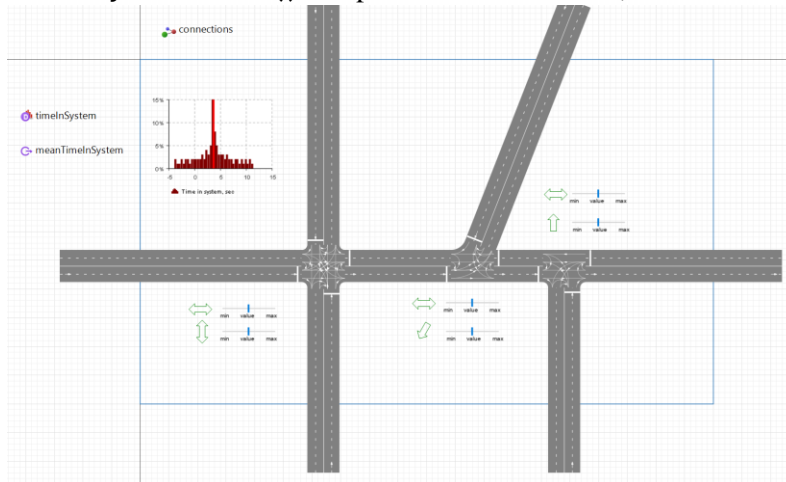 connections
timeInSystem
meanTimeInSystem
15%
10%
5%
0%
-5 0 5 10 15
Time in system, sec
min value max
min value max
min value max
min value max
min value max
min value max